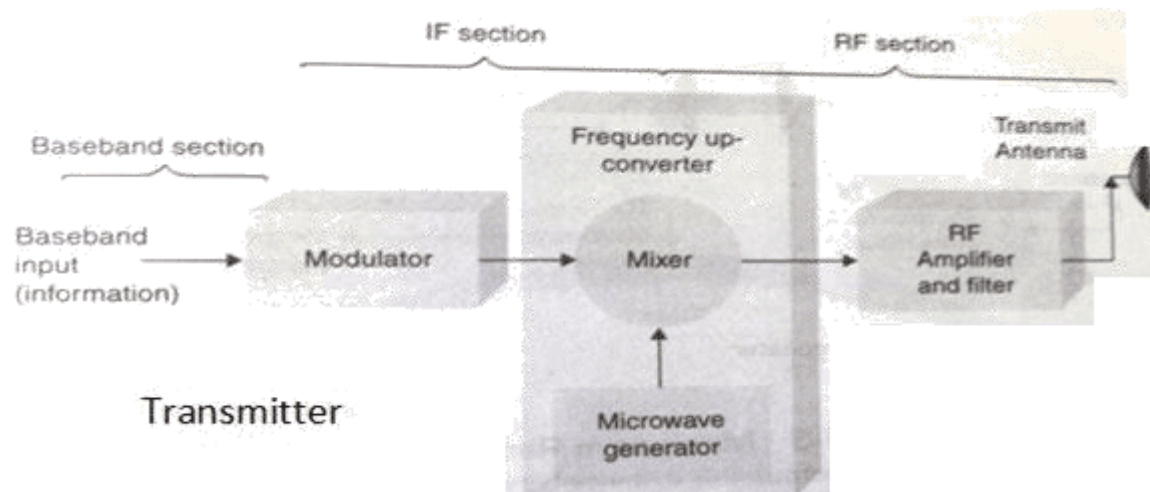 IF section
RF section
Baseband section
Frequency up-
converter
Transmit
Antenna
Baseband
input
(information)
Modulator
Mixer
RF
Amplifier
and filter
Microwave
generator
Transmitter